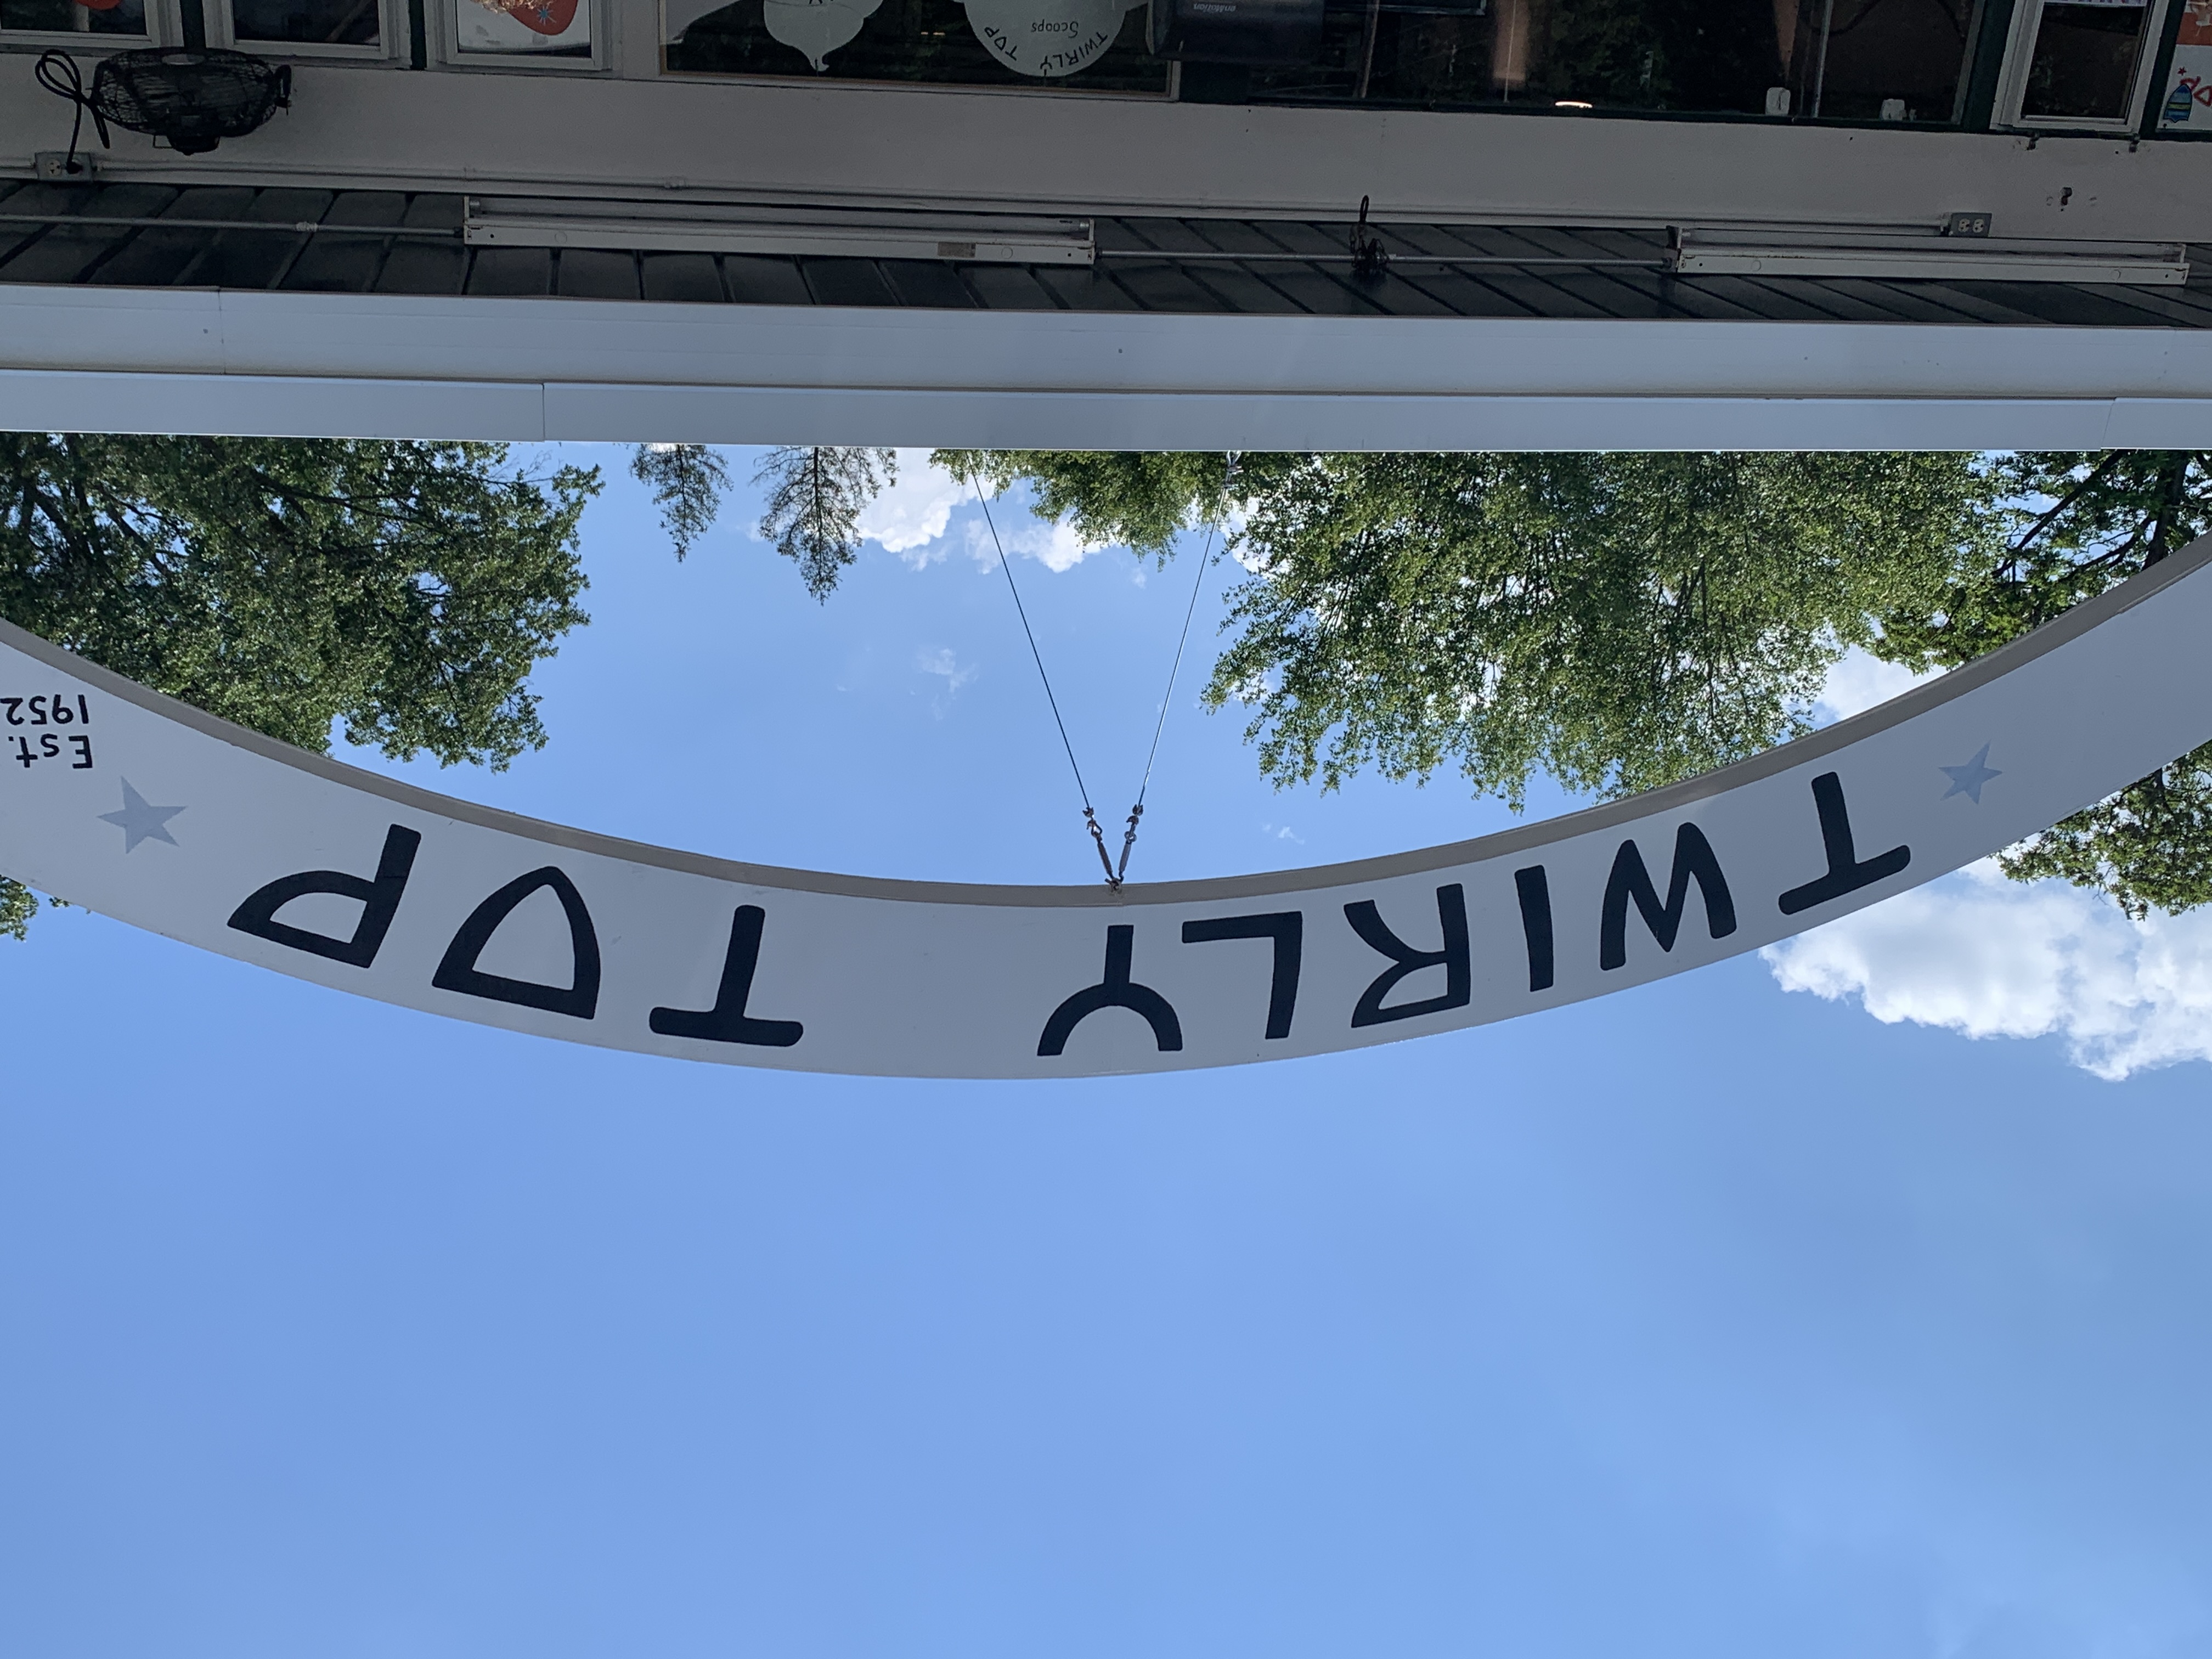 TWIRLY TOP
Est.
1952
TWIRLY TOP
Scoops